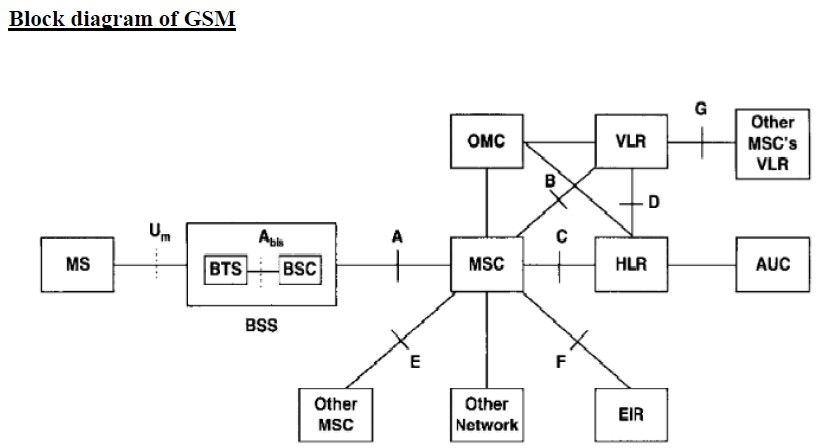 Block diagram of GSM
G
OMC
VLR
Other
MSC's
VLR
B
D
Um
Abis
A
C
MS
BTS
BSC
MSC
HLR
AUC
BSS
E
F
Other
MSC
Other
Network
EIR